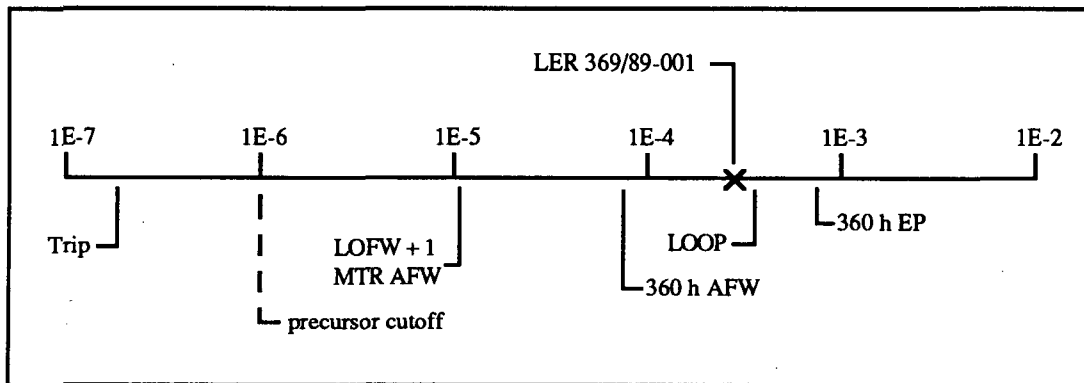 LER 369/89-001
1E-7 1E-6 1E-5 1E-4 1E-3 1E-2
Trip
LOFW + 1
MTR AFW
LOOP
360 h EP
360 h AFW
precursor cutoff